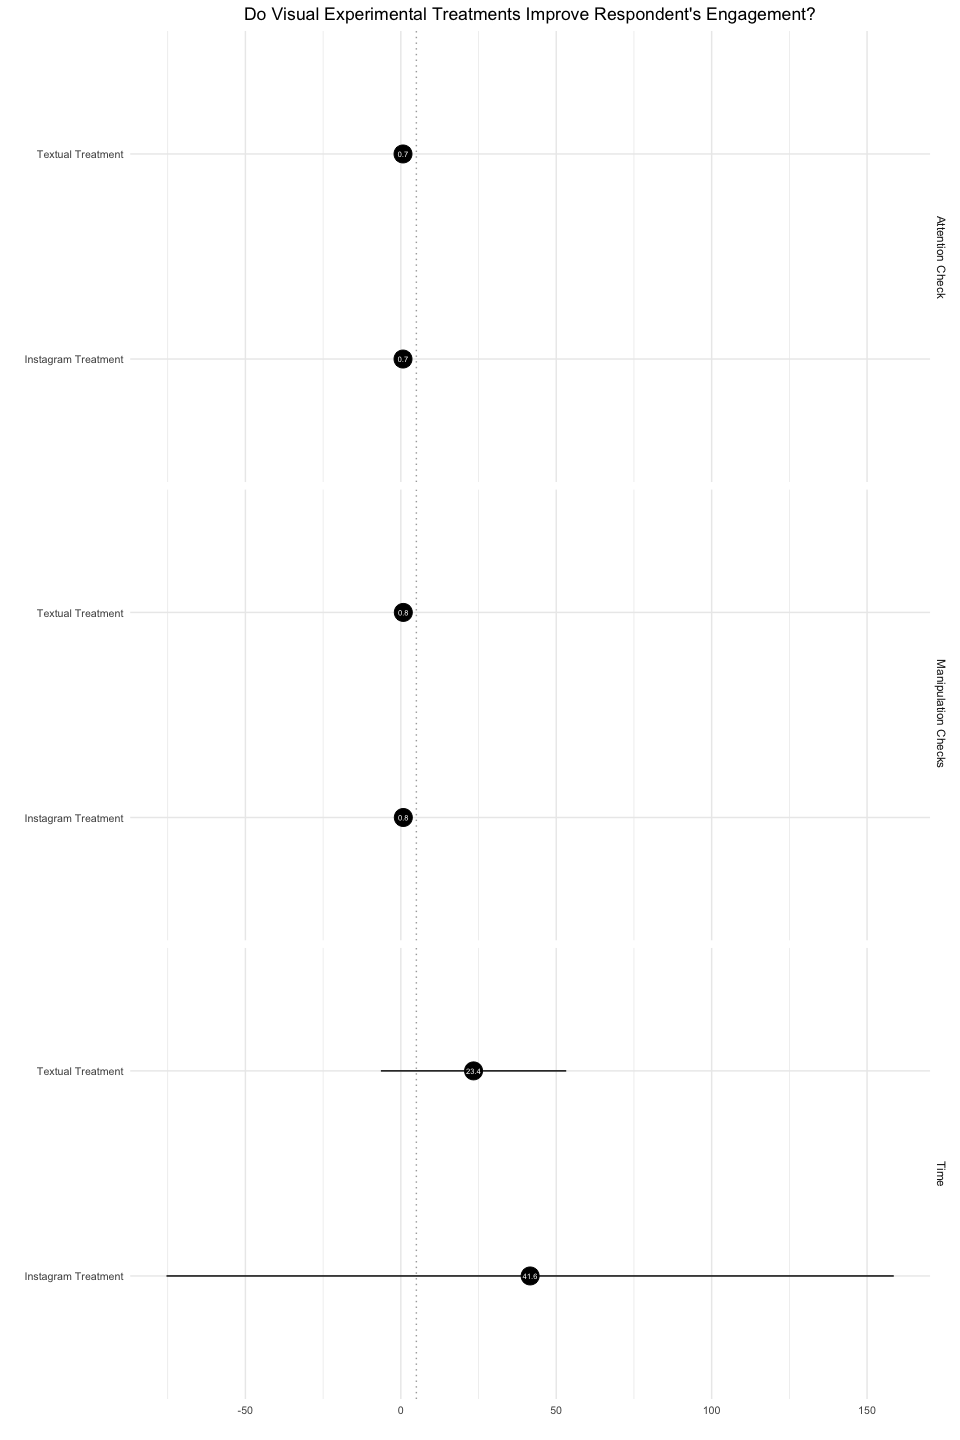 Do Visual Experimental Treatments Improve Respondent's Engagement?
Textual Treatment
0.7
Attention Check
Instagram Treatment
0.7
Textual Treatment
0.8
Manipulation Checks
Instagram Treatment
0.8
Textual Treatment
23.4
Time
Instagram Treatment
41.6
-50
0
50
100
150